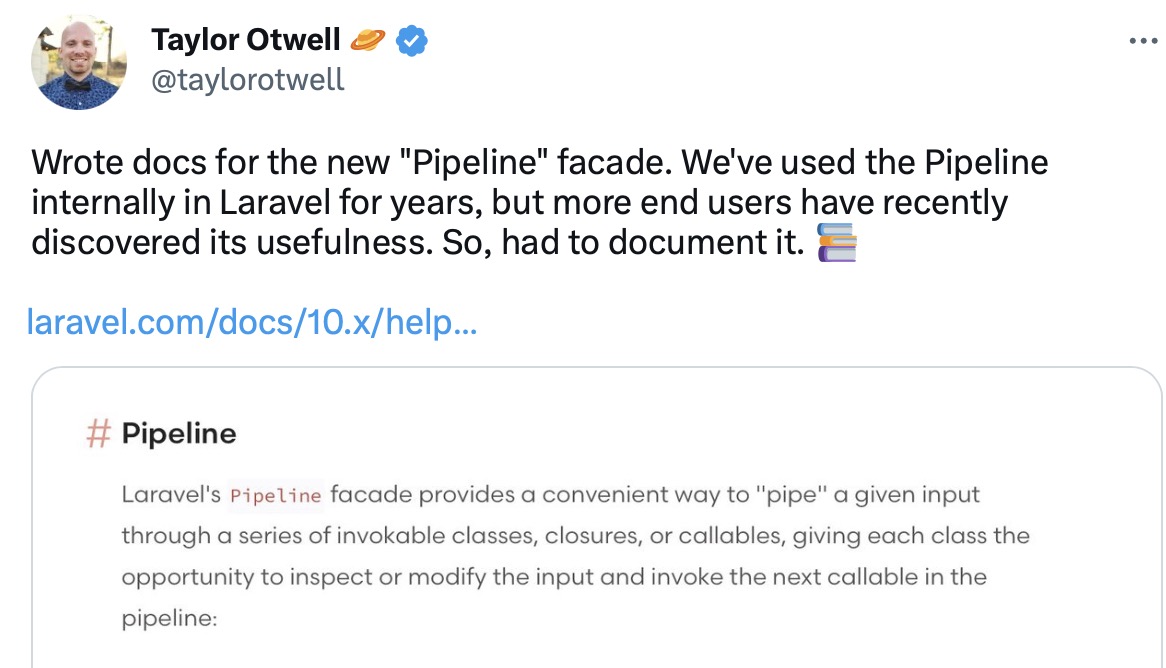 Taylor Otwell 🪐
@taylorotwell
Wrote docs for the new "Pipeline" facade. We've used the Pipeline
internally in Laravel for years, but more end users have recently
discovered its usefulness. So, had to document it. 📚
laravel.com/docs/10.x/help...
# Pipeline
Laravel's Pipeline facade provides a convenient way to "pipe" a given input
through a series of invokable classes, closures, or callables, giving each class the
opportunity to inspect or modify the input and invoke the next callable in the
pipeline: